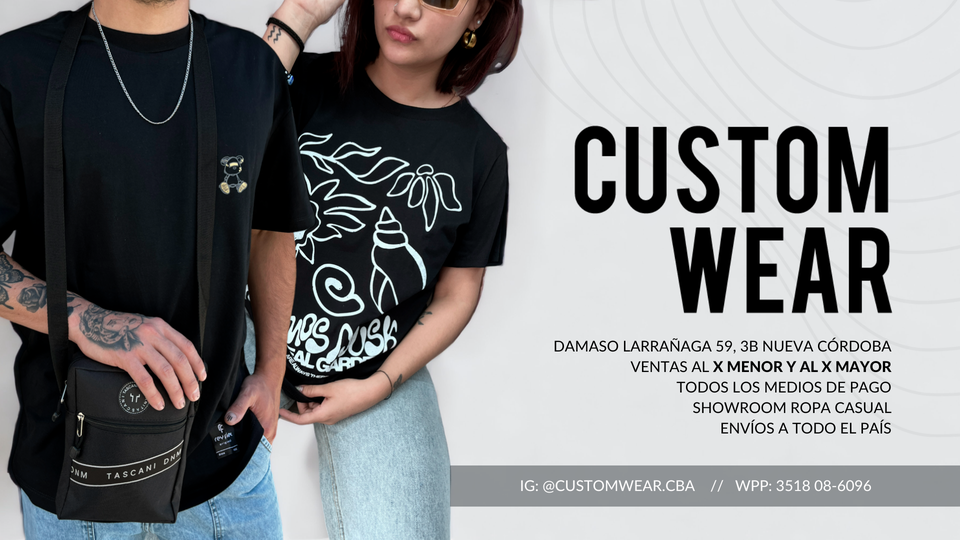 CUSTOM
WEAR
DAMASO LARRAÑAGA 59, 3B NUEVA CÓRDOBA
VENTAS AL X MENOR Y AL X MAYOR
TODOS LOS MEDIOS DE PAGO
SHOWROOM ROPA CASUAL
ENVÍOS A TODO EL PAÍS
IG: @CUSTOMWEAR.CBA // WPP: 3518 08-6096
DNM TASCANI DNM